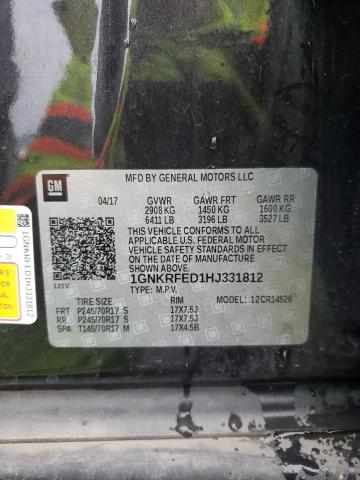 GM
MFD BY GENERAL MOTORS LLC
04/17 GVWR GAWR FRT GAWR RR
2908 KG 1450 KG 1600 KG
6411 LB 3196 LB 3527 LB
THIS VEHICLE CONFORMS TO ALL
APPLICABLE U.S. FEDERAL MOTOR
VEHICLE SAFETY STANDARDS IN EFFECT
ON THE DATE OF MANUFACTURE
SHOWN ABOVE.
1GNKRFED1HJ331812
121V TYPE: M.P.V.
TIRE SIZE RIM 12CR14526
FRT P245/70R17 S 17X7.5J
RR P245/70R17 S 17X7.5J
SPA T145/70R17 M 17X4.5B
1GNKRFED1HJ331812